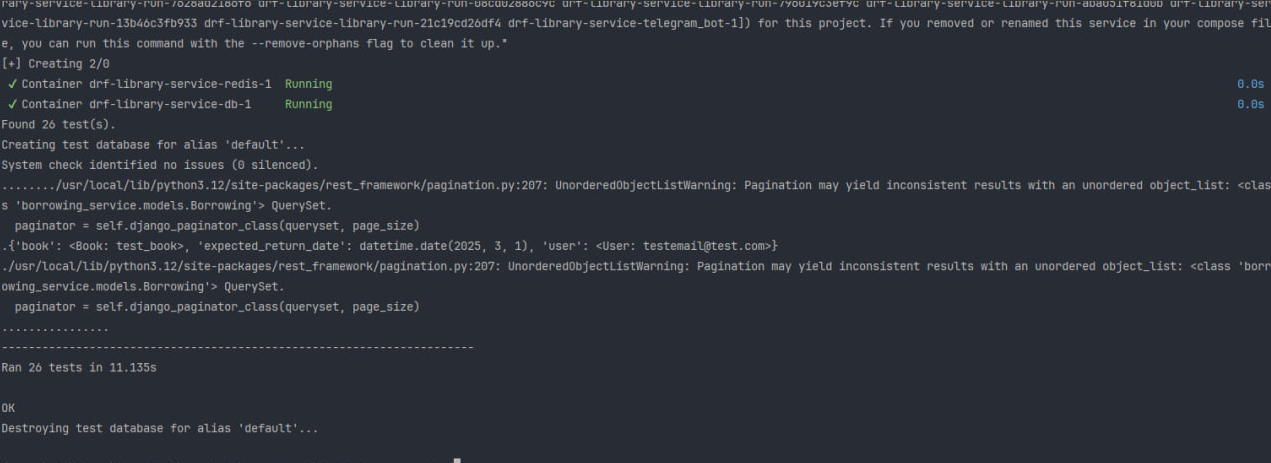 vice-library-run-13b46c3fb933 drf-library-service-library-run-21c19cd26df4 drf-library-service-telegram_bot-1]) for this project. If you removed or renamed this service in your compose fil
e, you can run this command with the --remove-orphans flag to clean it up."
[+] Creating 2/0
✓ Container drf-library-service-redis-1 Running 0.0s
✓ Container drf-library-service-db-1 Running 0.0s
Found 26 test(s).
Creating test database for alias 'default'...
System check identified no issues (0 silenced).
......../usr/local/lib/python3.12/site-packages/rest_framework/pagination.py:207: UnorderedObjectListWarning: Pagination may yield inconsistent results with an unordered object_list: <clas
s 'borrowing_service.models.Borrowing'> QuerySet.
paginator = self.django_paginator_class(queryset, page_size)
.{'book': <Book: test_book>, 'expected_return_date': datetime.date(2025, 3, 1), 'user': <User: testemail@test.com>}
./usr/local/lib/python3.12/site-packages/rest_framework/pagination.py:207: UnorderedObjectListWarning: Pagination may yield inconsistent results with an unordered object_list: <class 'borr
owing_service.models.Borrowing'> QuerySet.
paginator = self.django_paginator_class(queryset, page_size)
................
----------------------------------------------------------------------
Ran 26 tests in 11.135s
OK
Destroying test database for alias 'default'...